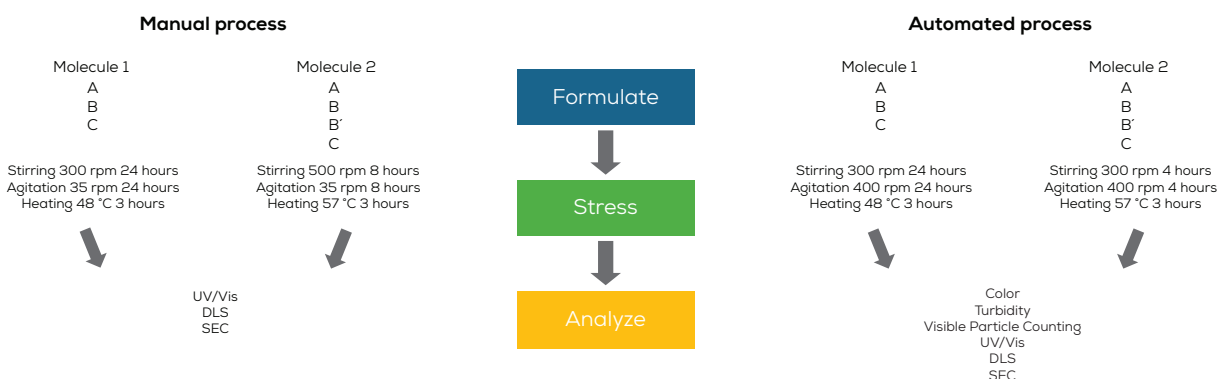 Manual process
Molecule 1
A
B
C
Stirring 300 rpm 24 hours
Agitation 35 rpm 24 hours
Heating 48 °C 3 hours
Molecule 2
A
B
B´
C
Stirring 500 rpm 8 hours
Agitation 35 rpm 8 hours
Heating 57 °C 3 hours
UV/Vis
DLS
SEC
Formulate
Stress
Analyze
Automated process
Molecule 1
A
B
C
Stirring 300 rpm 24 hours
Agitation 400 rpm 24 hours
Heating 48 °C 3 hours
Molecule 2
A
B
B´
C
Stirring 300 rpm 4 hours
Agitation 400 rpm 4 hours
Heating 57 °C 3 hours
Color
Turbidity
Visible Particle Counting
UV/Vis
DLS
SEC